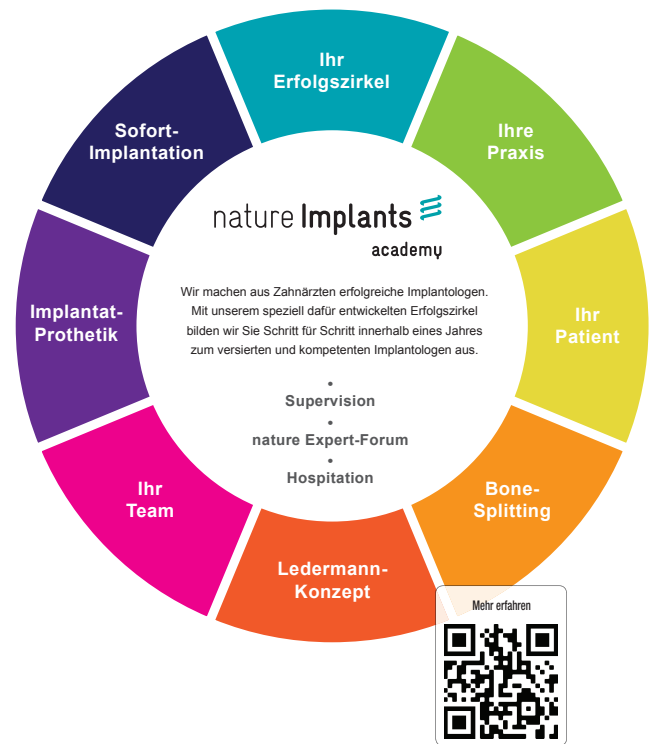 Ihr
Erfolgszirkel
Ihre
Praxis
Ihr
Patient
Bone-
Splitting
Ledermann-
Konzept
Ihr
Team
Implantat-
Prothetik
Sofort-
Implantation
nature Implants
academy
Wir machen aus Zahnärzten erfolgreiche Implantologen.
Mit unserem speziell dafür entwickelten Erfolgszirkel
bilden wir Sie Schritt für Schritt innerhalb eines Jahres
zum versierten und kompetenten Implantologen aus.
•
Supervision
•
nature Expert-Forum
•
Hospitation
Mehr erfahren